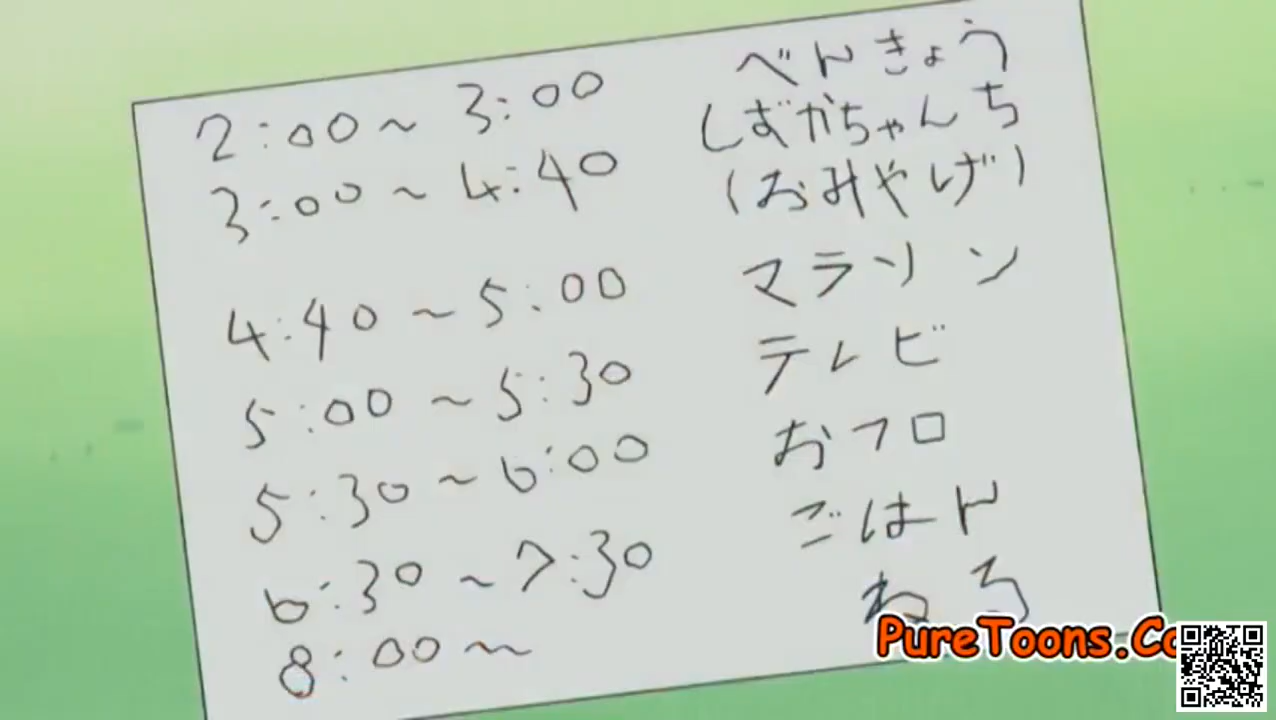 2:00～3:00 べんきょう
3:00～4:40 しずかちゃんち
(おみやげ)
4:40～5:00 マラソン
5:00～5:30 テレビ
5:30～6:00 おフロ
6:30～7:30 ごはん
8:00～ ねる
PureToons.Co